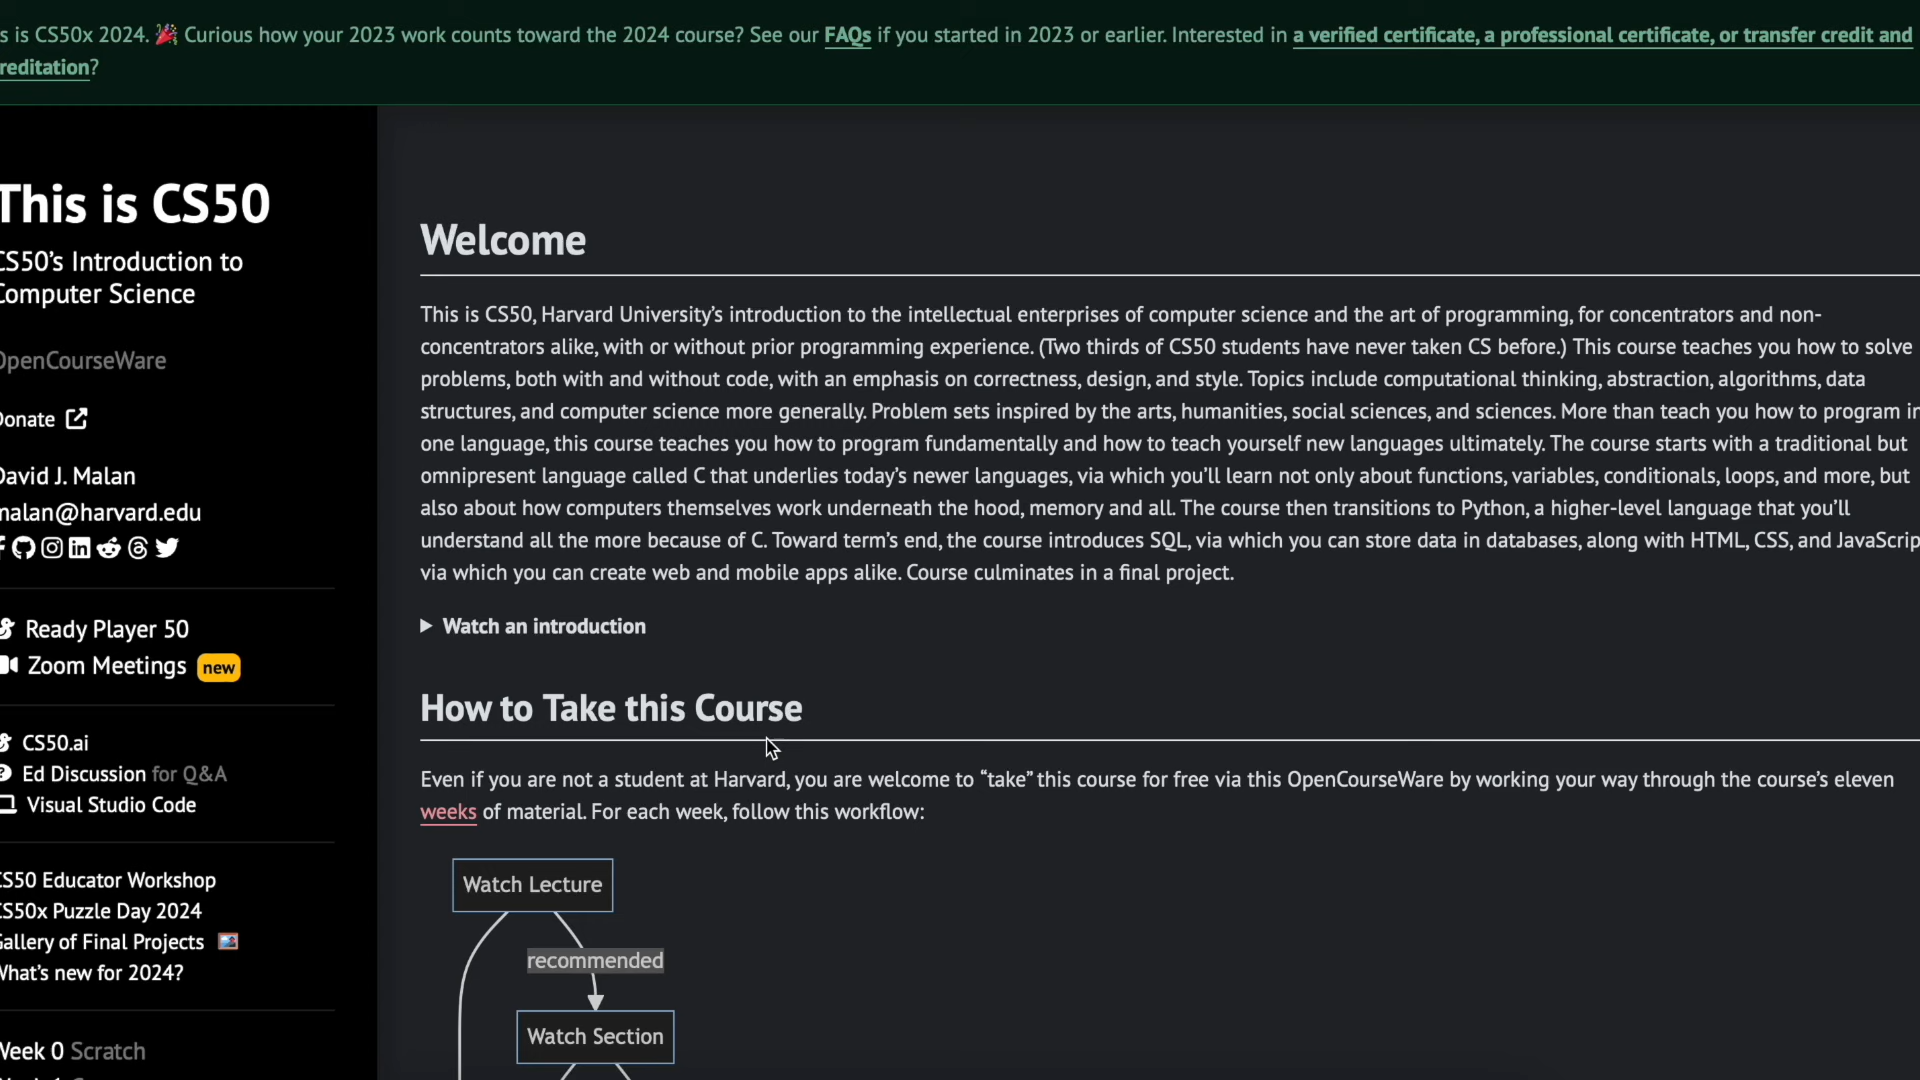 s is CS50x 2024. 🎉 Curious how your 2023 work counts toward the 2024 course? See our FAQs if you started in 2023 or earlier. Interested in a verified certificate, a professional certificate, or transfer credit and
reditation?
This is CS50
CS50’s Introduction to
Computer Science
OpenCourseWare
Donate
David J. Malan
malan@harvard.edu
Ready Player 50
Zoom Meetings new
CS50.ai
Ed Discussion for Q&A
Visual Studio Code
CS50 Educator Workshop
CS50x Puzzle Day 2024
Gallery of Final Projects
What’s new for 2024?
Week 0 Scratch
Welcome
This is CS50, Harvard University’s introduction to the intellectual enterprises of computer science and the art of programming, for concentrators and non-
concentrators alike, with or without prior programming experience. (Two thirds of CS50 students have never taken CS before.) This course teaches you how to solve
problems, both with and without code, with an emphasis on correctness, design, and style. Topics include computational thinking, abstraction, algorithms, data
structures, and computer science more generally. Problem sets inspired by the arts, humanities, social sciences, and sciences. More than teach you how to program in
one language, this course teaches you how to program fundamentally and how to teach yourself new languages ultimately. The course starts with a traditional but
omnipresent language called C that underlies today’s newer languages, via which you’ll learn not only about functions, variables, conditionals, loops, and more, but
also about how computers themselves work underneath the hood, memory and all. The course then transitions to Python, a higher-level language that you’ll
understand all the more because of C. Toward term’s end, the course introduces SQL, via which you can store data in databases, along with HTML, CSS, and JavaScrip
via which you can create web and mobile apps alike. Course culminates in a final project.
Watch an introduction
How to Take this Course
Even if you are not a student at Harvard, you are welcome to “take” this course for free via this OpenCourseWare by working your way through the course’s eleven
weeks of material. For each week, follow this workflow:
Watch Lecture
recommended
Watch Section